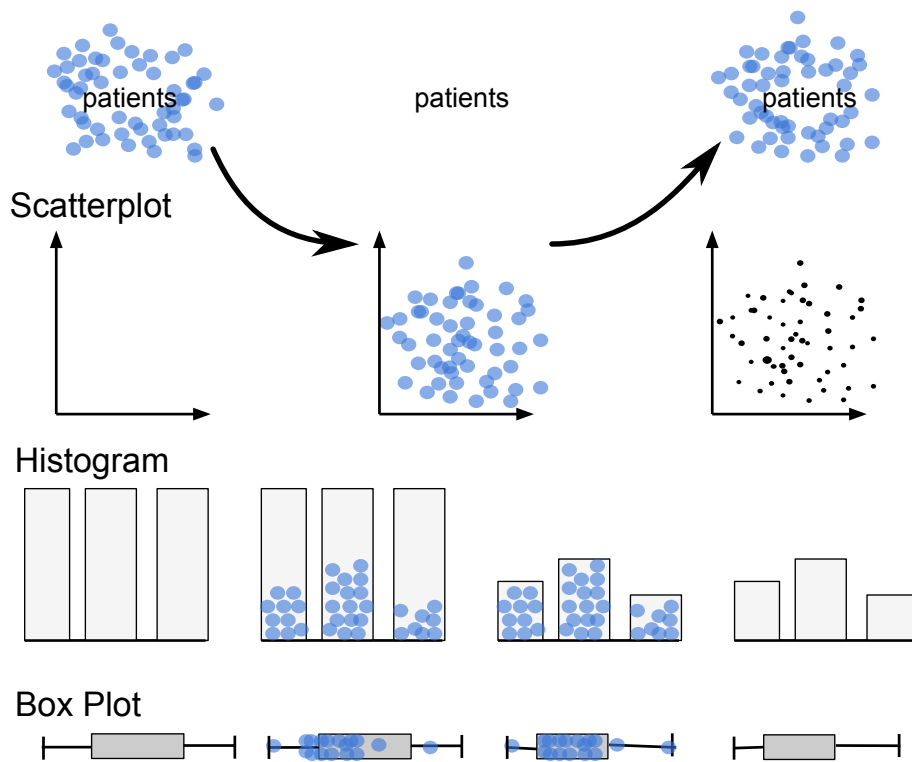 patients
patients
patients
Scatterplot
Histogram
Box Plot